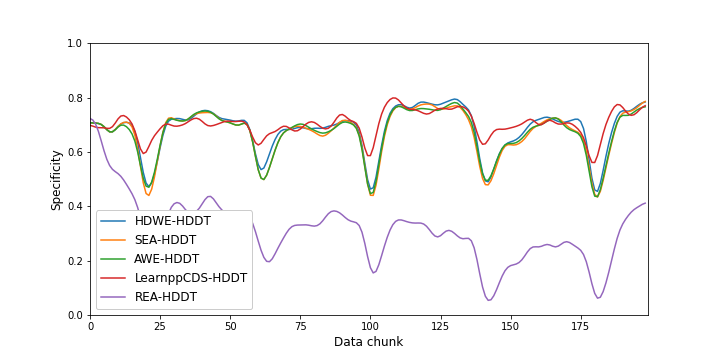 1.0
0.8
0.6
0.4
0.2
0.0
Specificity
HDWE-HDDT
SEA-HDDT
AWE-HDDT
LearnppCDS-HDDT
REA-HDDT
0 25 50 75 100 125 150 175
Data chunk